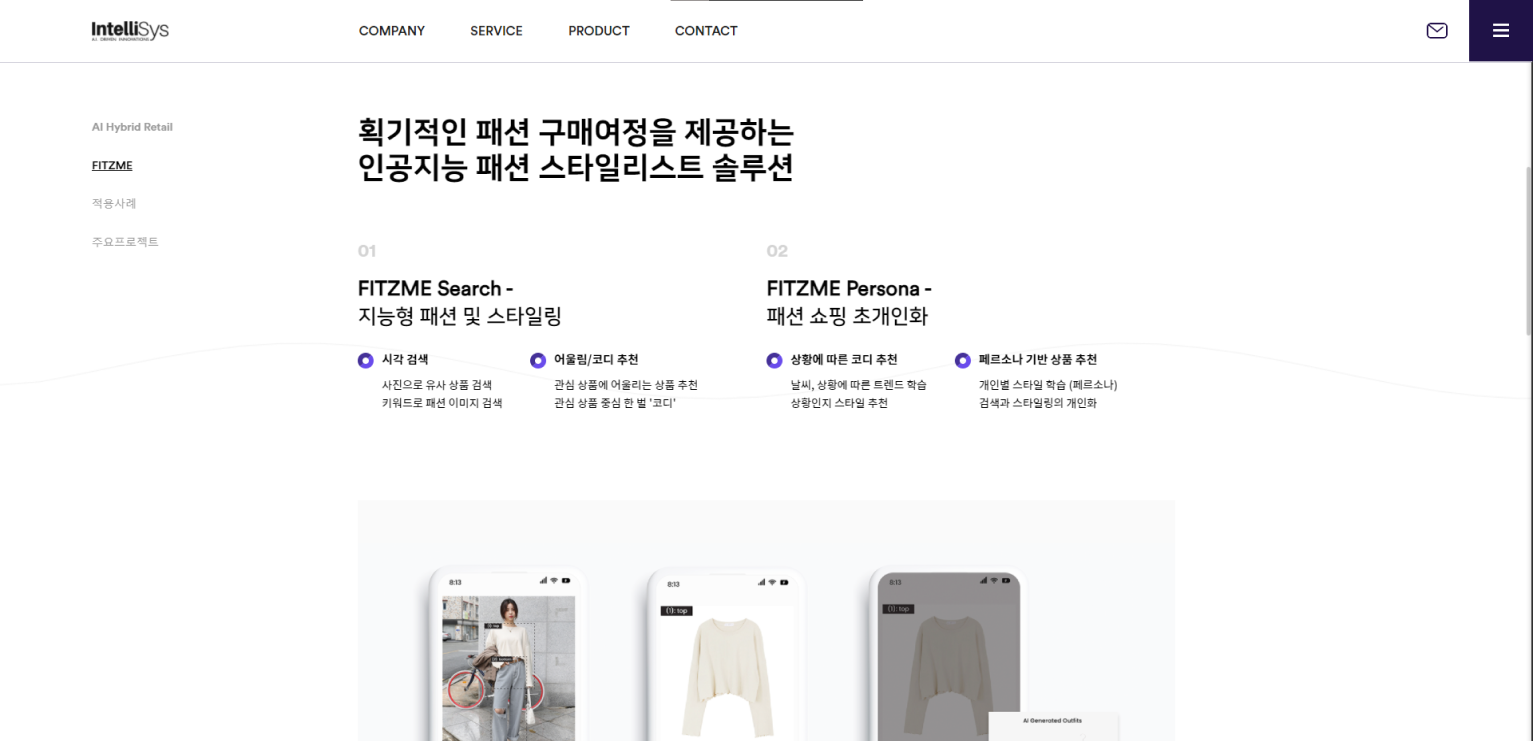 IntelliSys
A.I. DRIVEN INNOVATIONS
COMPANY
SERVICE
PRODUCT
CONTACT
AI Hybrid Retail
FITZME
적용사례
주요프로젝트
획기적인 패션 구매여정을 제공하는
인공지능 패션 스타일리스트 솔루션
01
FITZME Search -
지능형 패션 및 스타일링
시각 검색
사진으로 유사 상품 검색
키워드로 패션 이미지 검색
어울림/코디 추천
관심 상품에 어울리는 상품 추천
관심 상품 중심 한 벌 '코디'
02
FITZME Persona -
패션 쇼핑 초개인화
상황에 따른 코디 추천
날씨, 상황에 따른 트렌드 학습
상황인지 스타일 추천
페르소나 기반 상품 추천
개인별 스타일 학습 (페르소나)
검색과 스타일링의 개인화
8:13
8:13
(1): top
8:13
(1): top
AI Generated Outfits